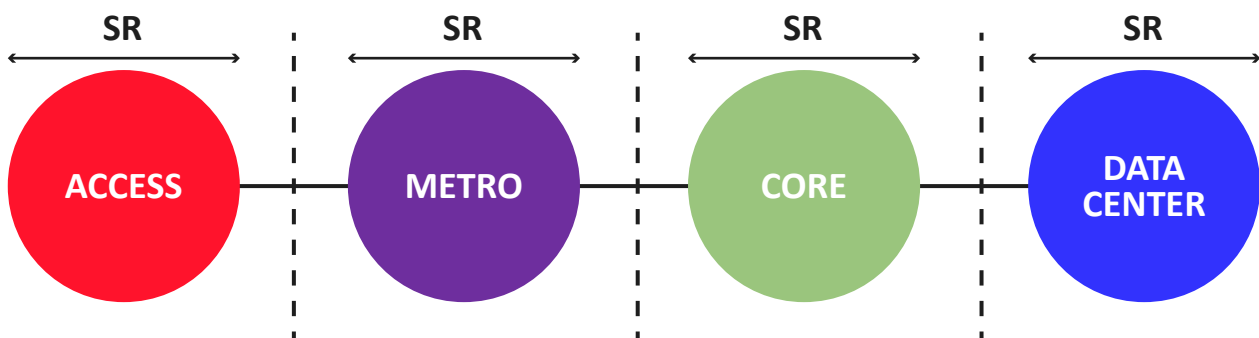 SR
SR
SR
SR
ACCESS
METRO
CORE
DATA
CENTER